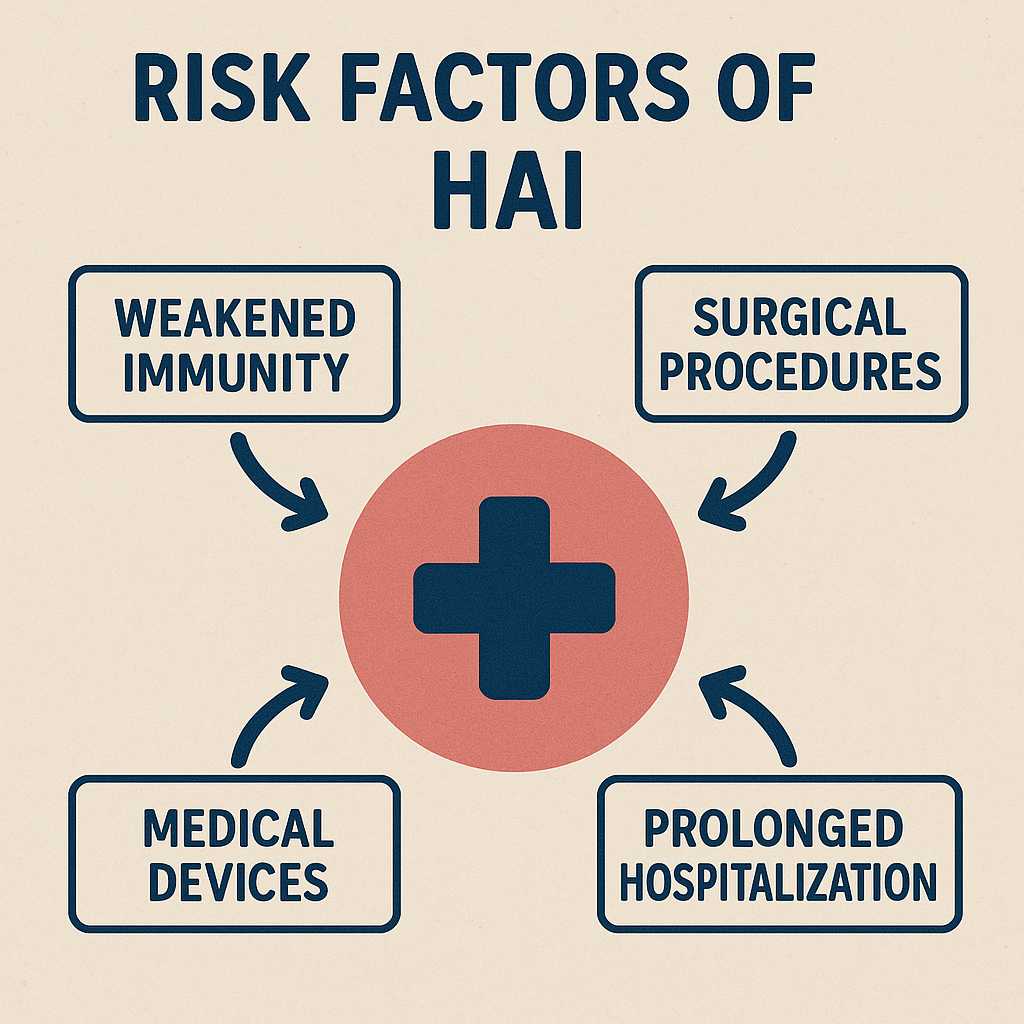 RISK FACTORS OF
HAI
WEAKENED
IMMUNITY
SURGICAL
PROCEDURES
MEDICAL
DEVICES
PROLONGED
HOSPITALIZATION